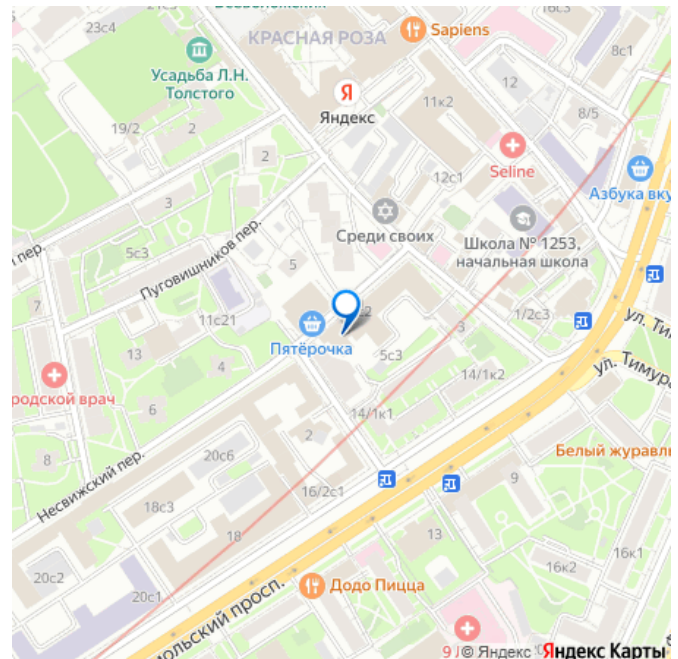 23с4
КРАСНАЯ РОЗА
Sapiens
16с3
8с1
Усадьба Л.Н.
Толстого
Я
Яндекс
11к2
12
8/5
19/2
2
2
12с1
Seline
Азбука вку
3
Среди своих
Школа № 1253,
начальная школа
5с3
Пуговишников пер.
5
7
11с21
Пятёрочка
2
3
1/2с3
ул. Ти
13
4
5с3
14/1к2
ул. Тимур
родской врач
6
14/1к1
8
Несвижский пер.
20с6
2
Белый журавл
18с3
16/2с1
9
18
13
16к1
20с2
16к2
20с1
мольский просп.
Додо Пицца
9
© Яндекс Яндекс Карты